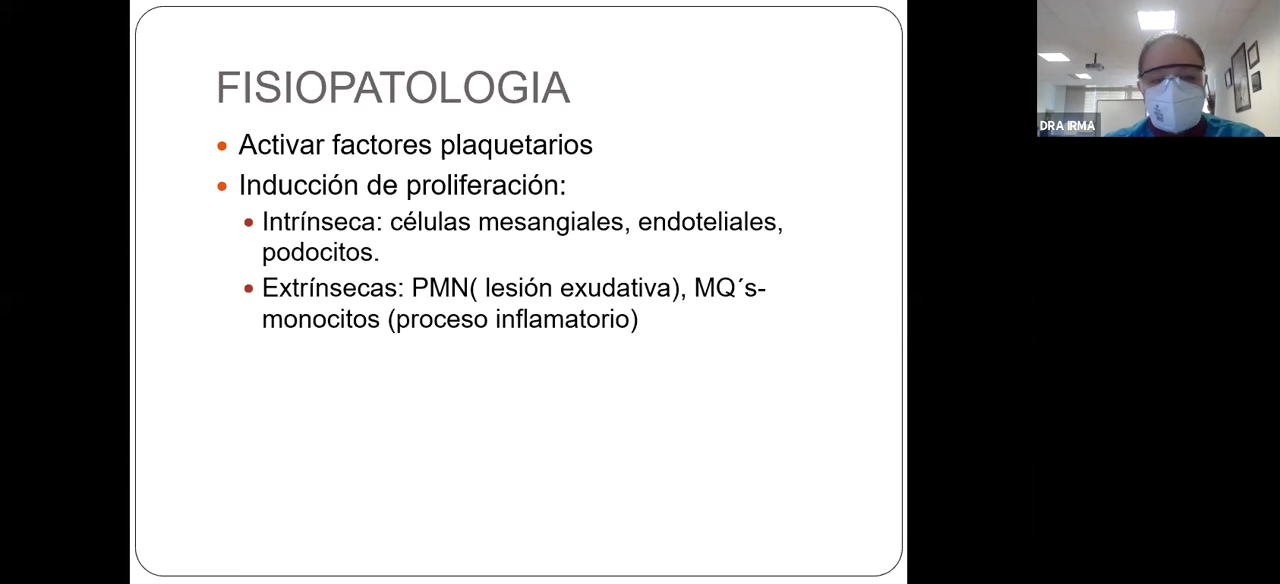 FISIOPATOLOGIA
Activar factores plaquetarios
Inducción de proliferación:
Intrínseca: células mesangiales, endoteliales,
podocitos.
Extrínsecas: PMN( lesión exudativa), MQ´s-
monocitos (proceso inflamatorio)
DRA IRMA